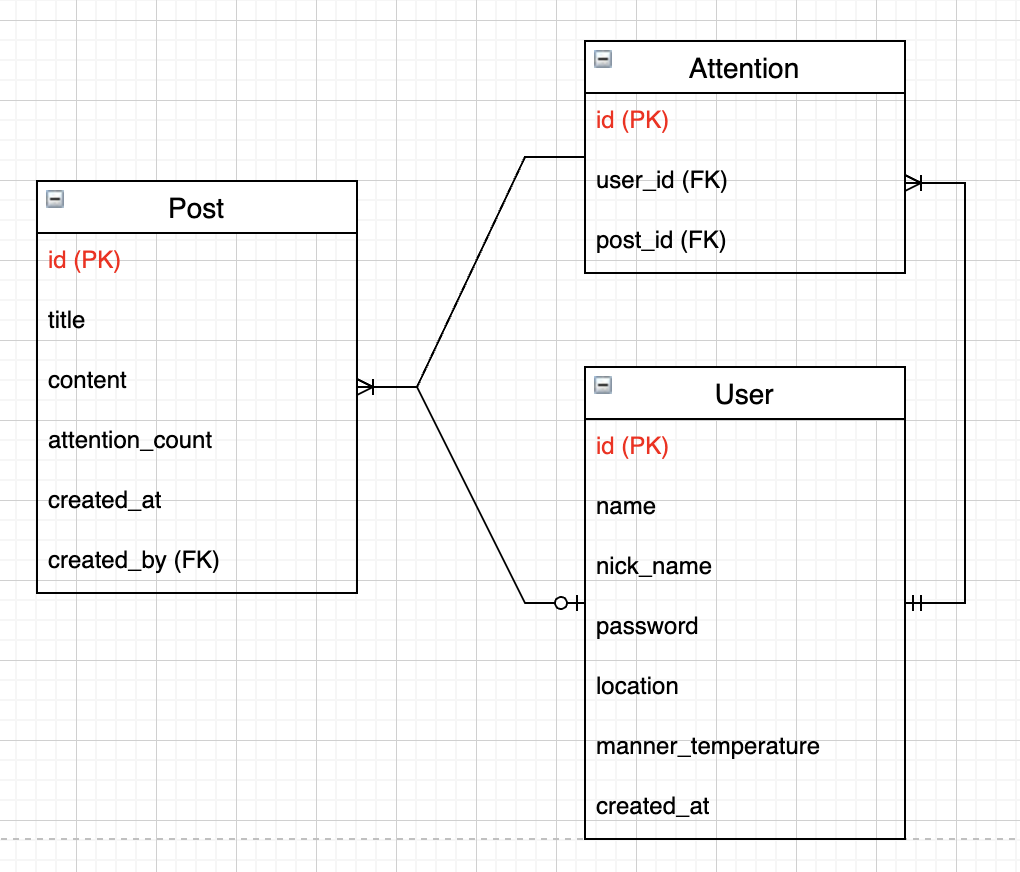 Post
id (PK)
title
content
attention_count
created_at
created_by (FK)
Attention
id (PK)
user_id (FK)
post_id (FK)
User
id (PK)
name
nick_name
password
location
manner_temperature
created_at